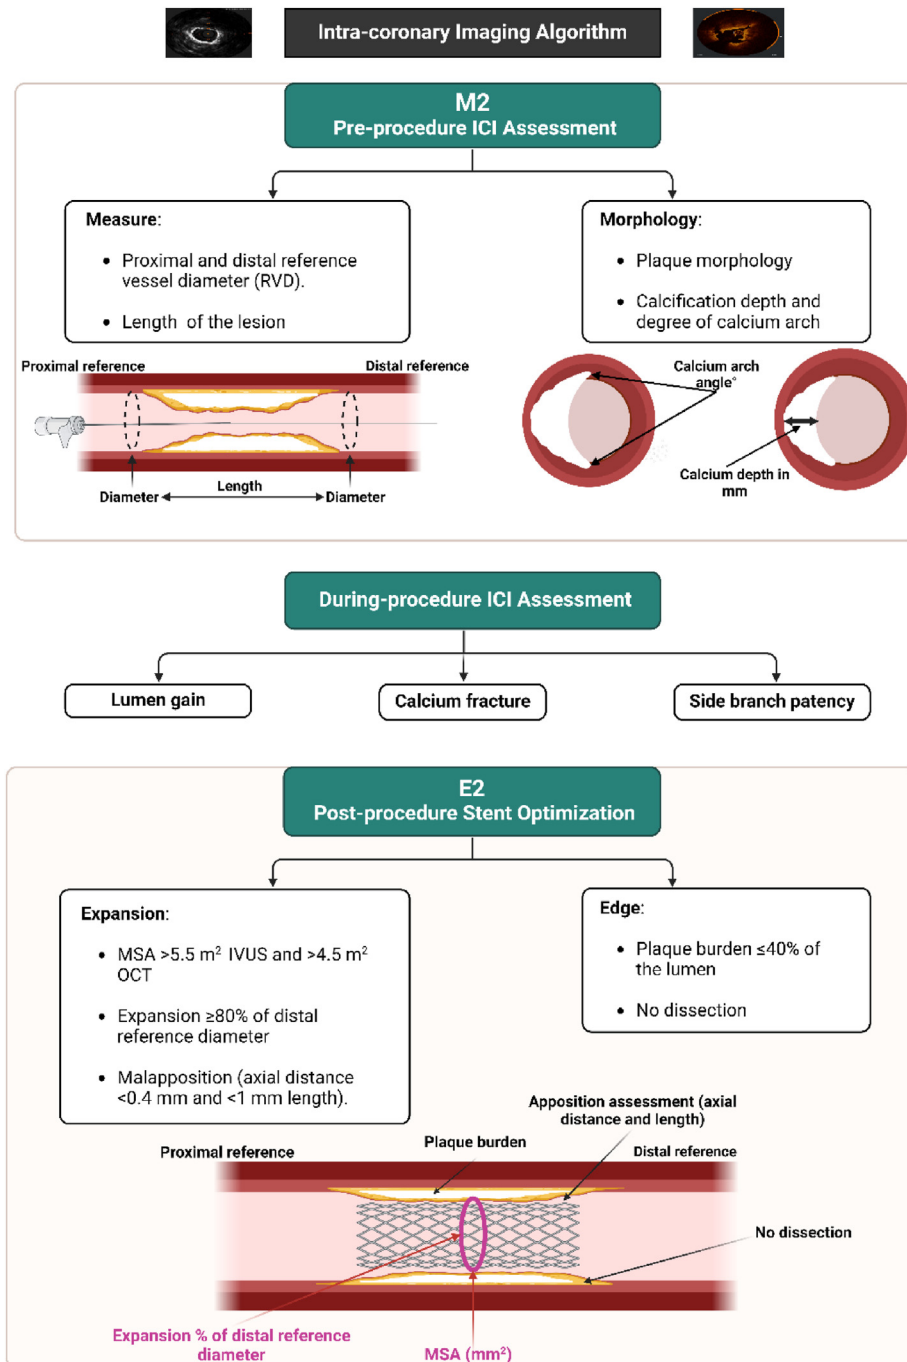 Intra-coronary Imaging Algorithm
M2
Pre-procedure ICI Assessment
Measure:
• Proximal and distal reference
vessel diameter (RVD).
• Length of the lesion
Morphology:
• Plaque morphology
• Calcification depth and
degree of calcium arch
Proximal reference
Distal reference
Diameter
Length
Diameter
Calcium arch
angle°
Calcium depth in
mm
During-procedure ICI Assessment
Lumen gain
Calcium fracture
Side branch patency
E2
Post-procedure Stent Optimization
Expansion:
• MSA >5.5 m² IVUS and >4.5 m²
OCT
• Expansion ≥80% of distal
reference diameter
• Malapposition (axial distance
<0.4 mm and <1 mm length).
Edge:
• Plaque burden ≤40% of
the lumen
• No dissection
Apposition assessment (axial
distance and length)
Plaque burden
Proximal reference
Distal reference
No dissection
Expansion % of distal reference
diameter
MSA (mm²)